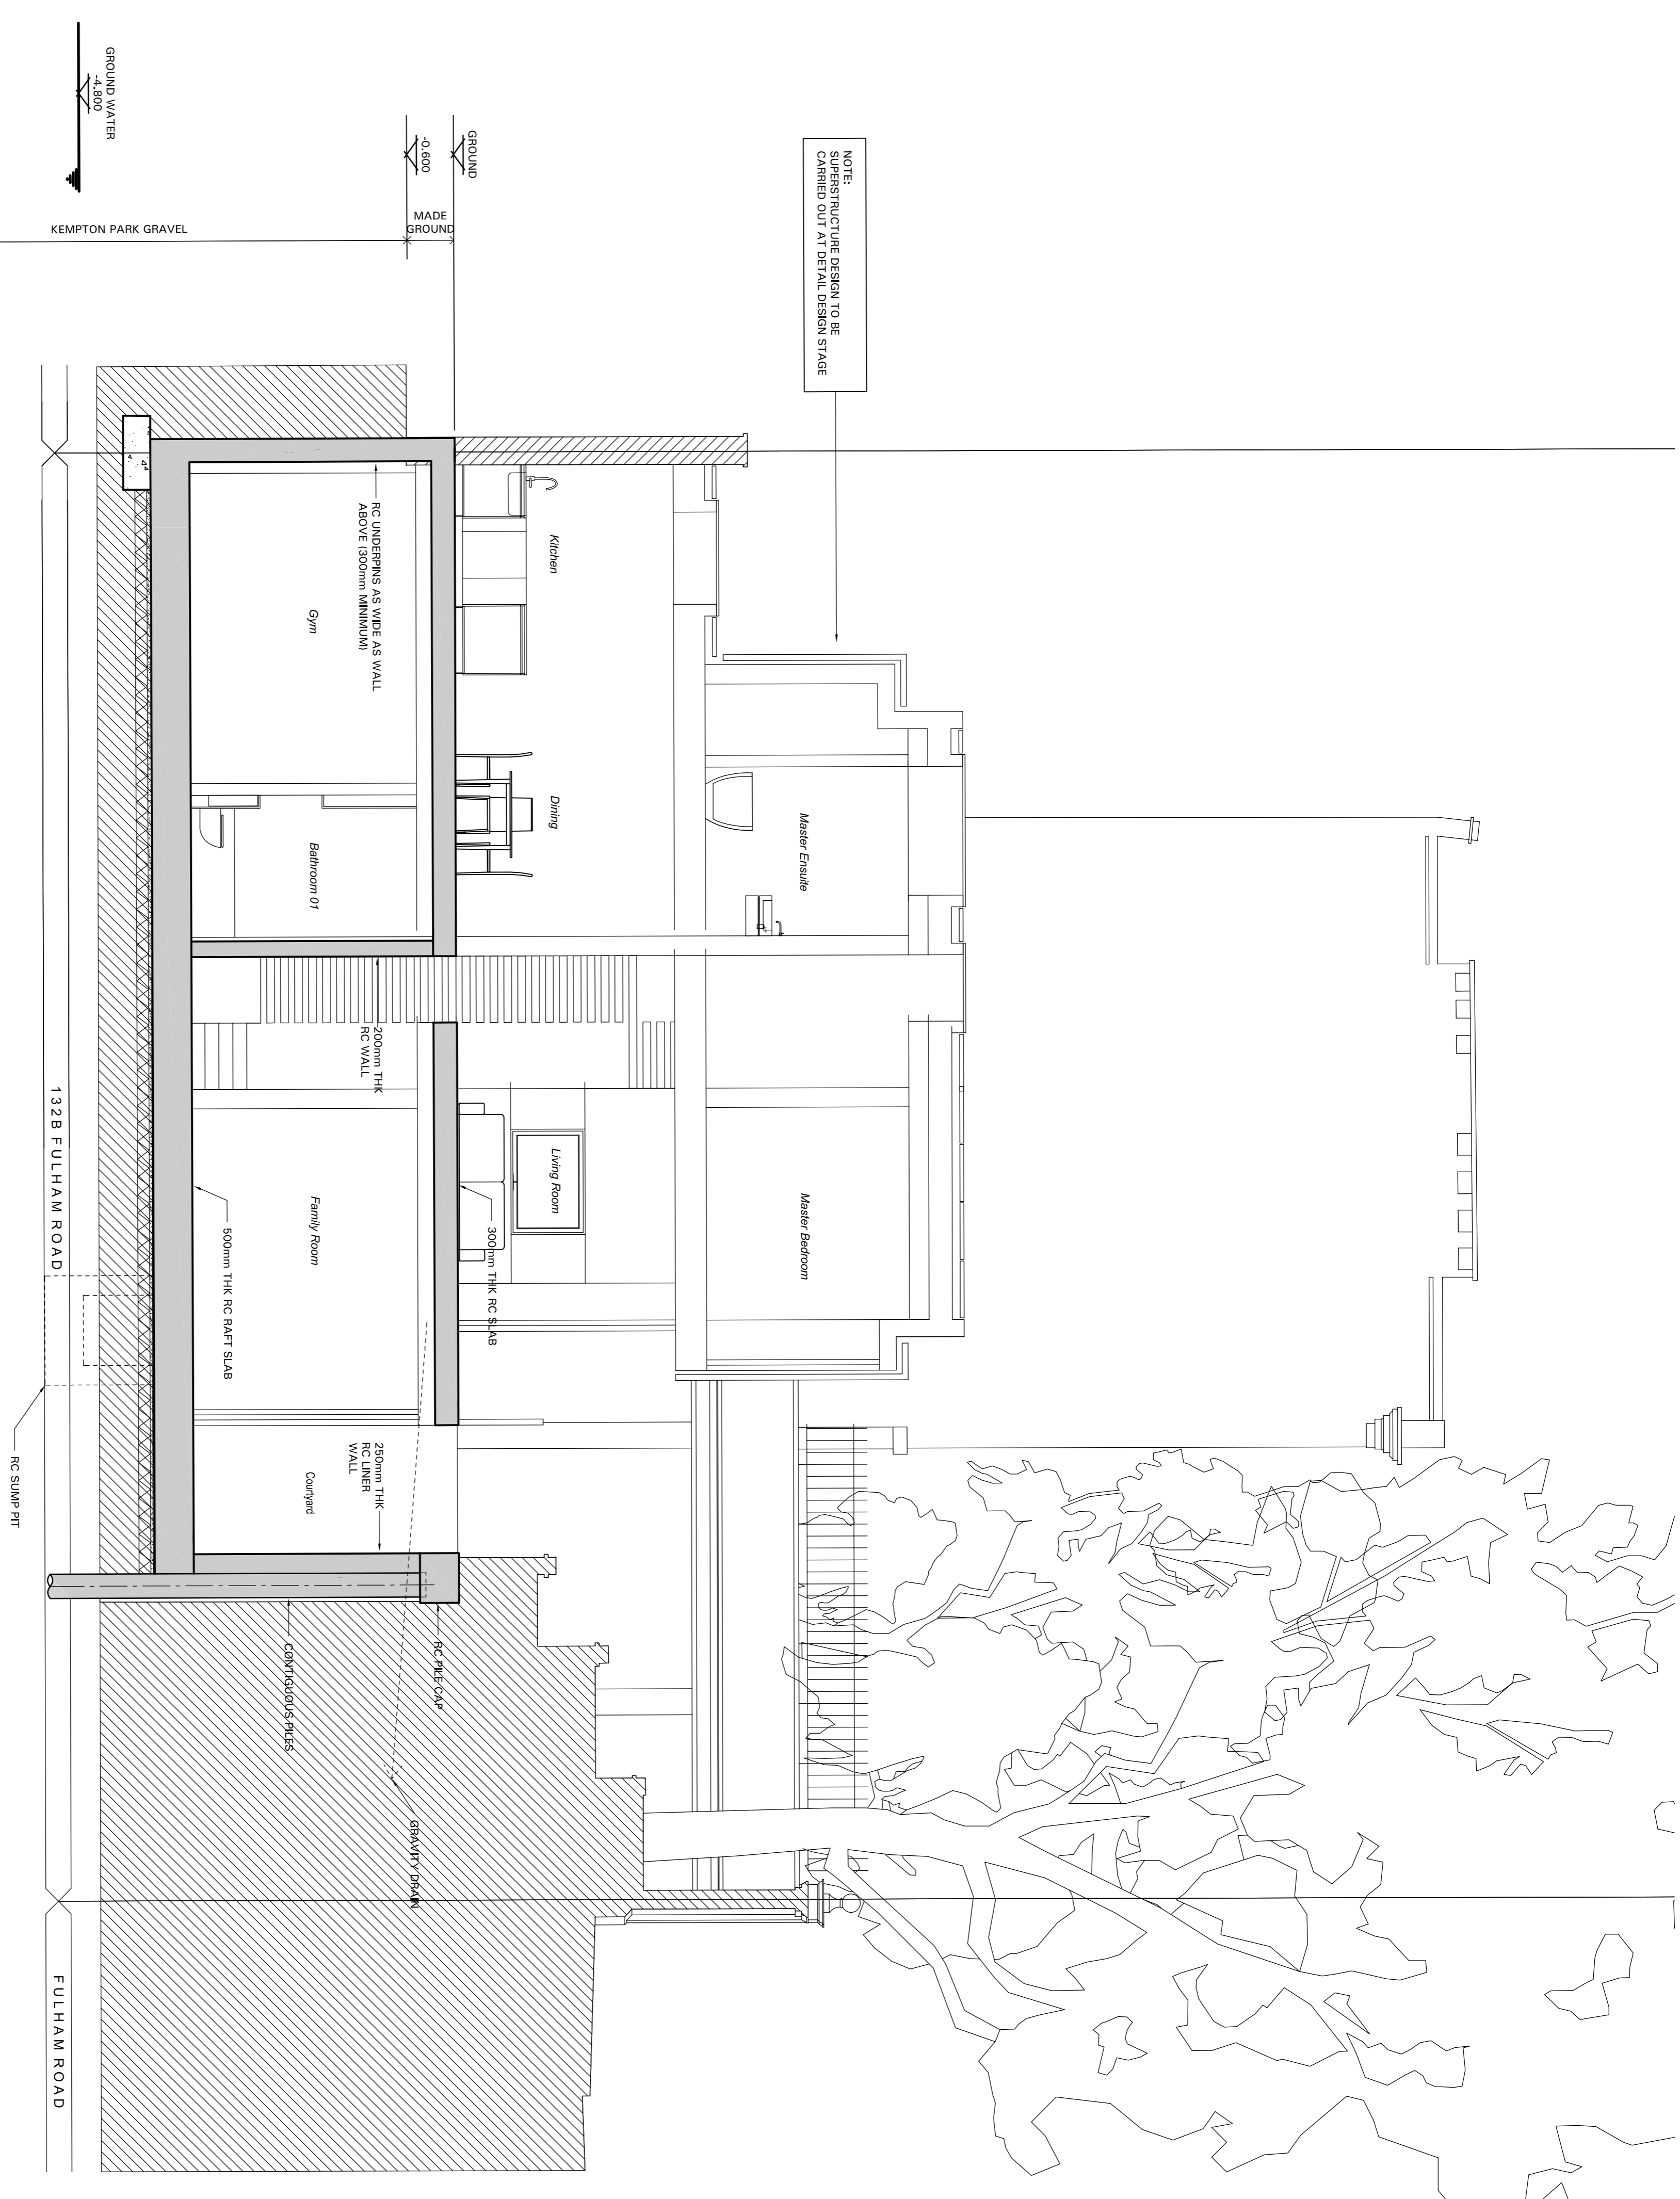 NOTE:
SUPERSTRUCTURE DESIGN TO BE
CARRIED OUT AT DETAIL DESIGN STAGE
Master Ensuite
Master Bedroom
Kitchen
Dining
Living Room
GROUND
-0.600
MADE
GROUND
KEMPTON PARK GRAVEL
GROUND WATER
-4.800
300mm THK RC SLAB
RC UNDERPINS AS WIDE AS WALL
ABOVE (300mm MINIMUM)
200mm THK
RC WALL
250mm THK
RC LINER
WALL
RC PILE CAP
GRAVITY DRAIN
Gym
Bathroom 01
Family Room
Courtyard
CONTIGUOUS PILES
500mm THK RC RAFT SLAB
132B FULHAM ROAD
FULHAM ROAD
RC SUMP PIT